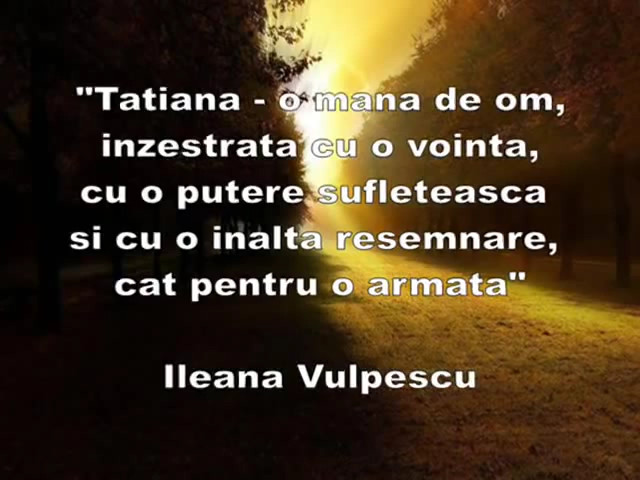 "Tatiana - o mana de om,
inzestrata cu o vointa,
cu o putere sufleteasca
si cu o inalta resemnare,
cat pentru o armata"
Ileana Vulpescu